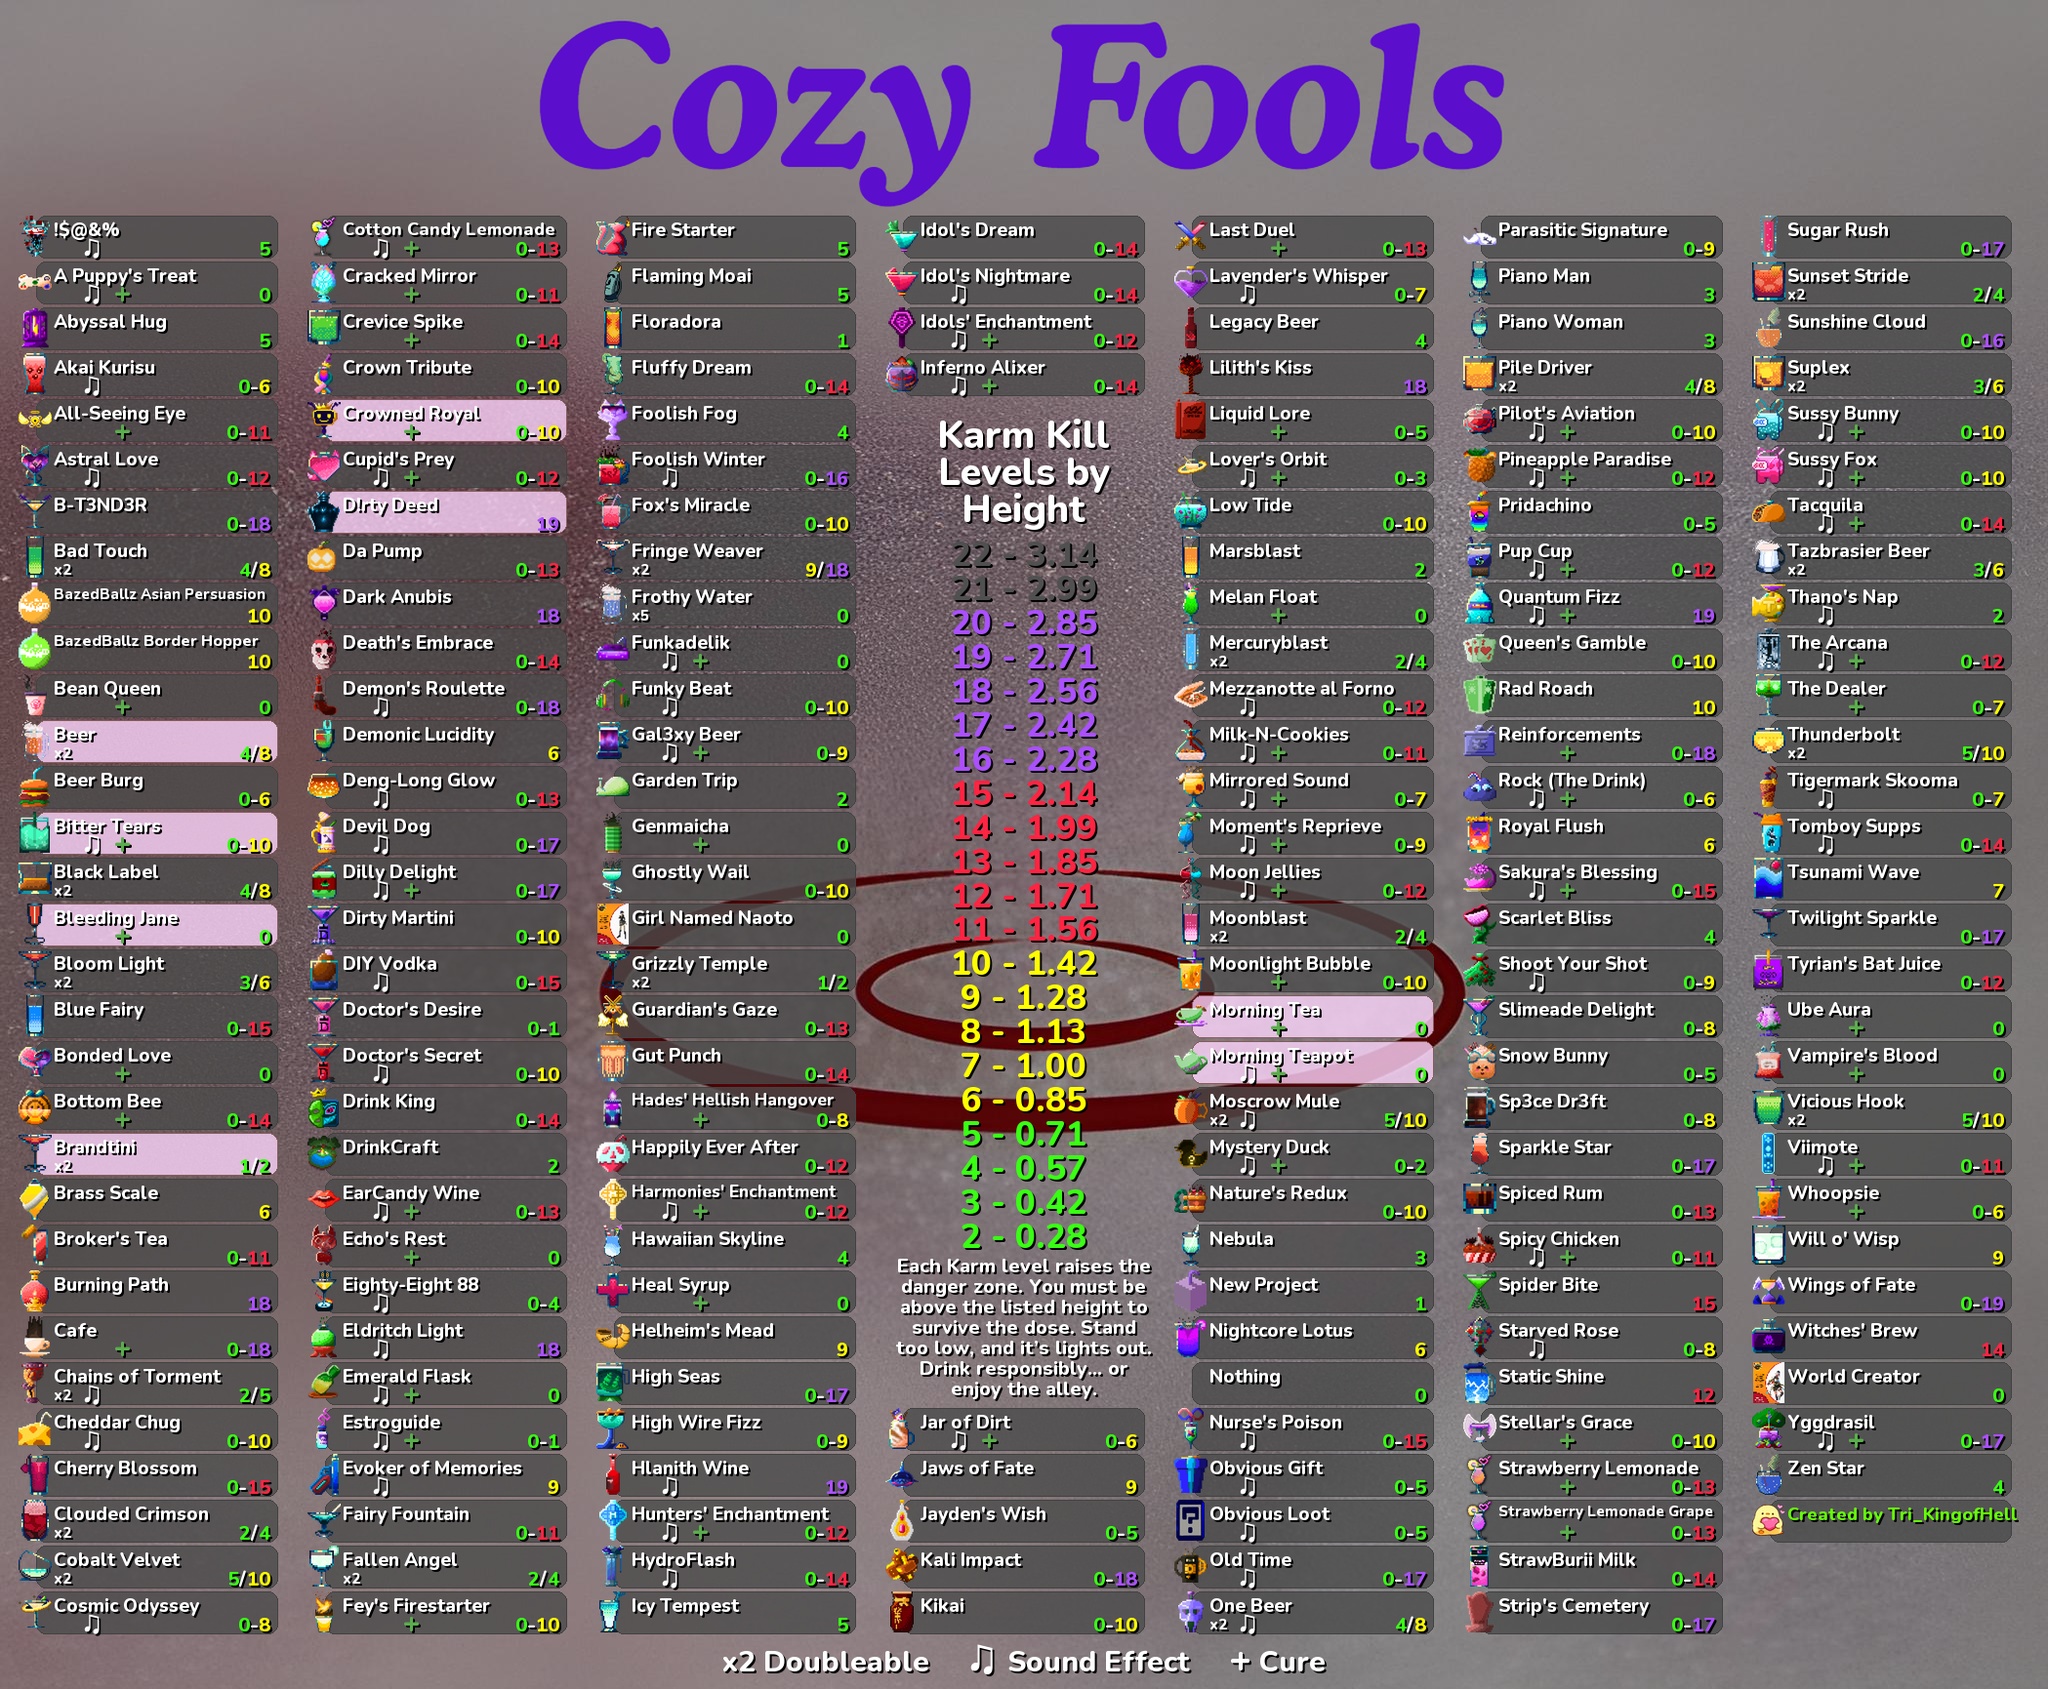 Cozy Fools
!$@&%
♫ 5
A Puppy's Treat
♫ + 0
Abyssal Hug
5
Akai Kurisu
♫ 0-6
All-Seeing Eye
+ 0-11
Astral Love
♫ 0-12
B-T3ND3R
0-18
Bad Touch
x2 4/8
BazedBallz Asian Persuasion
10
BazedBallz Border Hopper
10
Bean Queen
+ 0
Beer
x2 4/8
Beer Burg
0-6
Bitter Tears
♫ + 0-10
Black Label
x2 4/8
Bleeding Jane
+ 0
Bloom Light
x2 3/6
Blue Fairy
0-15
Bonded Love
+ 0
Bottom Bee
+ 0-14
Brandtini
x2 1/2
Brass Scale
6
Broker's Tea
0-11
Burning Path
18
Cafe
+ 0-18
Chains of Torment
x2 ♫ 2/5
Cheddar Chug
♫ 0-10
Cherry Blossom
0-15
Clouded Crimson
x2 2/4
Cobalt Velvet
x2 5/10
Cosmic Odyssey
♫ 0-8
Cotton Candy Lemonade
♫ + 0-13
Cracked Mirror
+ 0-11
Crevice Spike
+ 0-14
Crown Tribute
0-10
Crowned Royal
+ 0-10
Cupid's Prey
♫ + 0-12
D!rty Deed
19
Da Pump
0-13
Dark Anubis
18
Death's Embrace
0-14
Demon's Roulette
♫ 0-18
Demonic Lucidity
6
Deng-Long Glow
♫ 0-13
Devil Dog
♫ 0-17
Dilly Delight
♫ + 0-17
Dirty Martini
0-10
DIY Vodka
♫ 0-15
Doctor's Desire
0-1
Doctor's Secret
♫ 0-10
Drink King
0-14
DrinkCraft
2
EarCandy Wine
♫ + 0-13
Echo's Rest
+ 0
Eighty-Eight 88
♫ 0-4
Eldritch Light
♫ 18
Emerald Flask
♫ + 0
Estroguide
♫ + 0-1
Evoker of Memories
♫ 9
Fairy Fountain
0-11
Fallen Angel
x2 2/4
Fey's Firestarter
+ 0-10
Fire Starter
5
Flaming Moai
5
Floradora
1
Fluffy Dream
0-14
Foolish Fog
4
Foolish Winter
♫ 0-16
Fox's Miracle
0-10
Fringe Weaver
x2 9/18
Frothy Water
x5 0
Funkadelik
♫ + 0
Funky Beat
♫ 0-10
Gal3xy Beer
♫ + 0-9
Garden Trip
2
Genmaicha
+ 0
Ghostly Wail
0-10
Girl Named Naoto
0
Grizzly Temple
x2 1/2
Guardian's Gaze
0-13
Gut Punch
0-14
Hades' Hellish Hangover
+ 0-8
Happily Ever After
0-12
Harmonies' Enchantment
♫ + 0-12
Hawaiian Skyline
4
Heal Syrup
+ 0
Helheim's Mead
9
High Seas
0-17
High Wire Fizz
0-9
Hlanith Wine
19
Hunters' Enchantment
♫ + 0-12
HydroFlash
♫ 0-14
Icy Tempest
5
Idol's Dream
0-14
Idol's Nightmare
♫ 0-14
Idols' Enchantment
♫ + 0-12
Inferno Alixer
♫ + 0-14
Karm Kill
Levels by
Height
22 - 3.14
21 - 2.99
20 - 2.85
19 - 2.71
18 - 2.56
17 - 2.42
16 - 2.28
15 - 2.14
14 - 1.99
13 - 1.85
12 - 1.71
11 - 1.56
10 - 1.42
9 - 1.28
8 - 1.13
7 - 1.00
6 - 0.85
5 - 0.71
4 - 0.57
3 - 0.42
2 - 0.28
Each Karm level raises the
danger zone. You must be
above the listed height to
survive the dose. Stand
too low, and it's lights out.
Drink responsibly... or
enjoy the alley.
Jar of Dirt
♫ + 0-6
Jaws of Fate
9
Jayden's Wish
0-5
Kali Impact
0-18
Kikai
0-10
Last Duel
+ 0-13
Lavender's Whisper
♫ 0-7
Legacy Beer
4
Lilith's Kiss
18
Liquid Lore
+ 0-5
Lover's Orbit
♫ + 0-3
Low Tide
0-10
Marsblast
2
Melan Float
+ 0
Mercuryblast
x2 2/4
Mezzanotte al Forno
♫ 0-12
Milk-N-Cookies
♫ + 0-11
Mirrored Sound
♫ + 0-7
Moment's Reprieve
♫ + 0-9
Moon Jellies
♫ + 0-12
Moonblast
x2 2/4
Moonlight Bubble
+ 0-10
Morning Tea
+ 0
Morning Teapot
♫ + 0
Moscrow Mule
x2 ♫ 5/10
Mystery Duck
♫ + 0-2
Nature's Redux
0-10
Nebula
3
New Project
1
Nightcore Lotus
6
Nothing
0
Nurse's Poison
♫ 0-15
Obvious Gift
♫ 0-5
Obvious Loot
♫ 0-5
Old Time
♫ 0-17
One Beer
x2 ♫ 4/8
Parasitic Signature
0-9
Piano Man
3
Piano Woman
3
Pile Driver
x2 4/8
Pilot's Aviation
♫ + 0-10
Pineapple Paradise
♫ + 0-12
Pridachino
0-5
Pup Cup
♫ + 0-12
Quantum Fizz
♫ + 19
Queen's Gamble
0-10
Rad Roach
10
Reinforcements
+ 0-18
Rock (The Drink)
♫ + 0-6
Royal Flush
6
Sakura's Blessing
♫ + 0-15
Scarlet Bliss
4
Shoot Your Shot
♫ 0-9
Slimeade Delight
0-8
Snow Bunny
0-5
Sp3ce Dr3ft
0-8
Sparkle Star
0-17
Spiced Rum
0-13
Spicy Chicken
♫ + 0-11
Spider Bite
15
Starved Rose
♫ 0-8
Static Shine
12
Stellar's Grace
+ 0-10
Strawberry Lemonade
+ 0-13
Strawberry Lemonade Grape
+ 0-13
StrawBurii Milk
0-14
Strip's Cemetery
0-17
Sugar Rush
0-17
Sunset Stride
x2 2/4
Sunshine Cloud
0-16
Suplex
x2 3/6
Sussy Bunny
♫ + 0-10
Sussy Fox
♫ + 0-10
Tacquila
♫ + 0-14
Tazbrasier Beer
x2 3/6
Thano's Nap
2
The Arcana
♫ + 0-12
The Dealer
+ 0-7
Thunderbolt
x2 5/10
Tigermark Skooma
♫ 0-7
Tomboy Supps
♫ 0-14
Tsunami Wave
7
Twilight Sparkle
0-17
Tyrian's Bat Juice
0-12
Ube Aura
+ 0
Vampire's Blood
+ 0
Vicious Hook
x2 5/10
Viimote
♫ + 0-11
Whoopsie
+ 0-6
Will o' Wisp
9
Wings of Fate
0-19
Witches' Brew
14
World Creator
0
Yggdrasil
♫ + 0-17
Zen Star
4
Created by Tri_KingofHell
x2 Doubleable ♫ Sound Effect + Cure